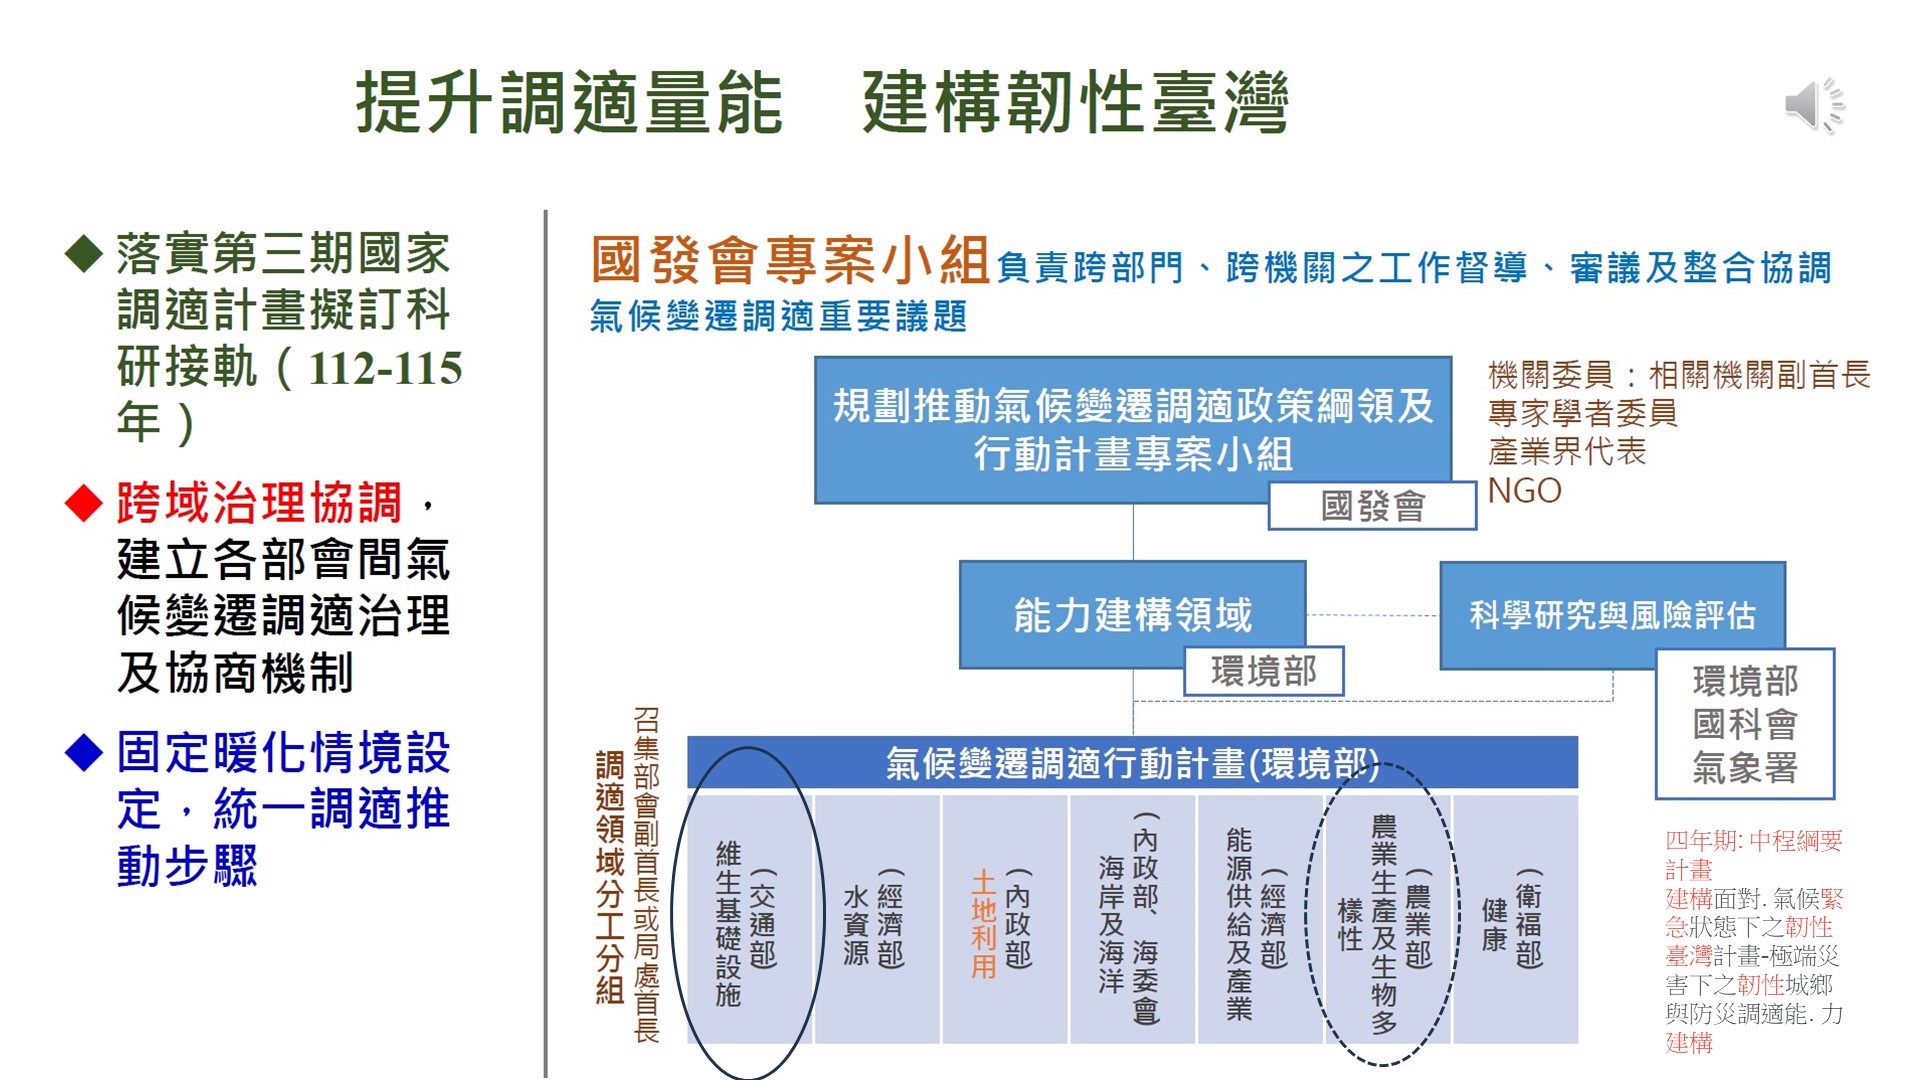 提升調適量能　建構韌性臺灣
落實第三期國家
調適計畫擬訂科
研接軌（112-115
年）
跨域治理協調，
建立各部會間氣
候變遷調適治理
及協商機制
固定暖化情境設
定，統一調適推
動步驟
國發會專案小組負責跨部門、跨機關之工作督導、審議及整合協調
氣候變遷調適重要議題
規劃推動氣候變遷調適政策綱領及
行動計畫專案小組
國發會
機關委員：相關機關副首長
專家學者委員
產業界代表
NGO
能力建構領域
環境部
科學研究與風險評估
環境部
國科會
氣象署
調適領域分工分組
召集部會副首長或局處首長
氣候變遷調適行動計畫(環境部)
維生基礎設施
(交通部)
水資源
(經濟部)
土地利用
(內政部)
海岸及海洋
(內政部、海委會)
能源供給及產業
(經濟部)
農業生產及生物多
樣性
(農業部)
健康
(衛福部)
四年期: 中程綱要
計畫
建構面對. 氣候緊
急狀態下之韌性
臺灣計畫-極端災
害下之韌性城鄉
與防災調適能. 力
建構